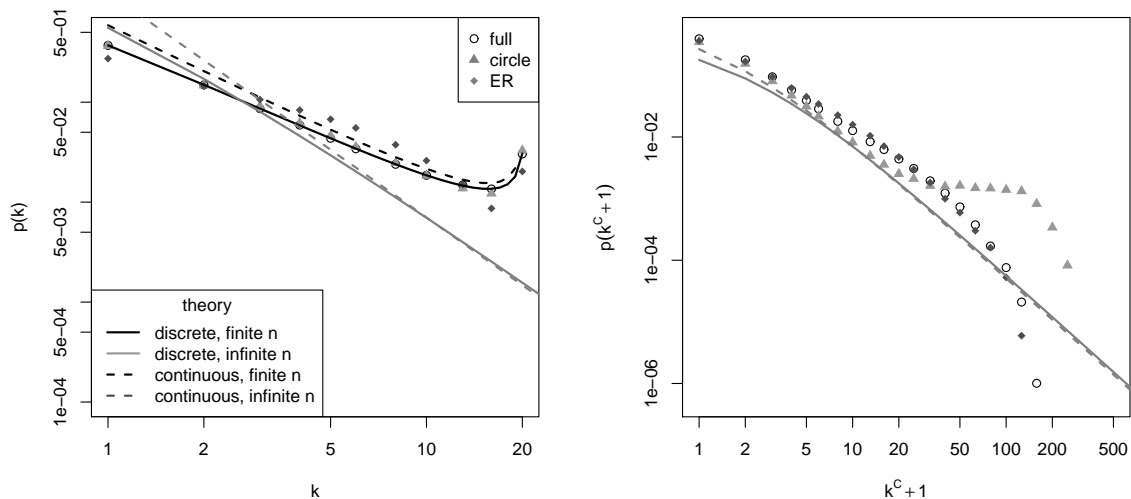 p(k)
5e-01
5e-02
5e-03
5e-04
1e-04
full
circle
ER
theory
discrete, finite n
discrete, infinite n
continuous, finite n
continuous, infinite n
1 2 5 10 20
k
p(k^C + 1)
1e-02
1e-04
1e-06
1 2 5 10 20 50 100 200 500
k^C + 1